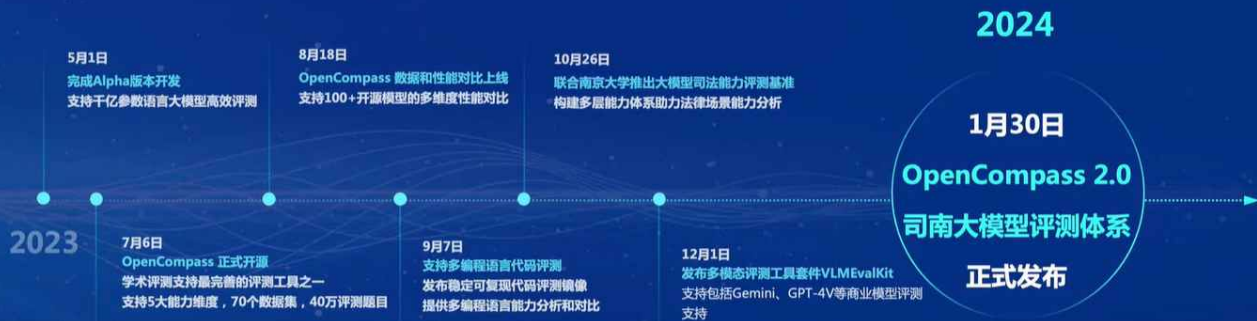 2024
5月1日
完成Alpha版本开发
支持千亿参数语言大模型高效评测
8月18日
OpenCompass 数据和性能对比上线
支持100+开源模型的多维度性能对比
10月26日
联合南京大学推出大模型司法能力评测基准
构建多层能力体系助力法律场景能力分析
1月30日
OpenCompass 2.0
司南大模型评测体系
正式发布
2023
7月6日
OpenCompass 正式开源
学术评测支持最完善的评测工具之一
支持5大能力维度，70个数据集，40万评测题目
9月7日
支持多编程语言代码评测
发布稳定可复现代码评测镜像
提供多编程语言能力分析和对比
12月1日
发布多模态评测工具套件VLMEvalKit
支持包括Gemini、GPT-4V等商业模型评测
支持